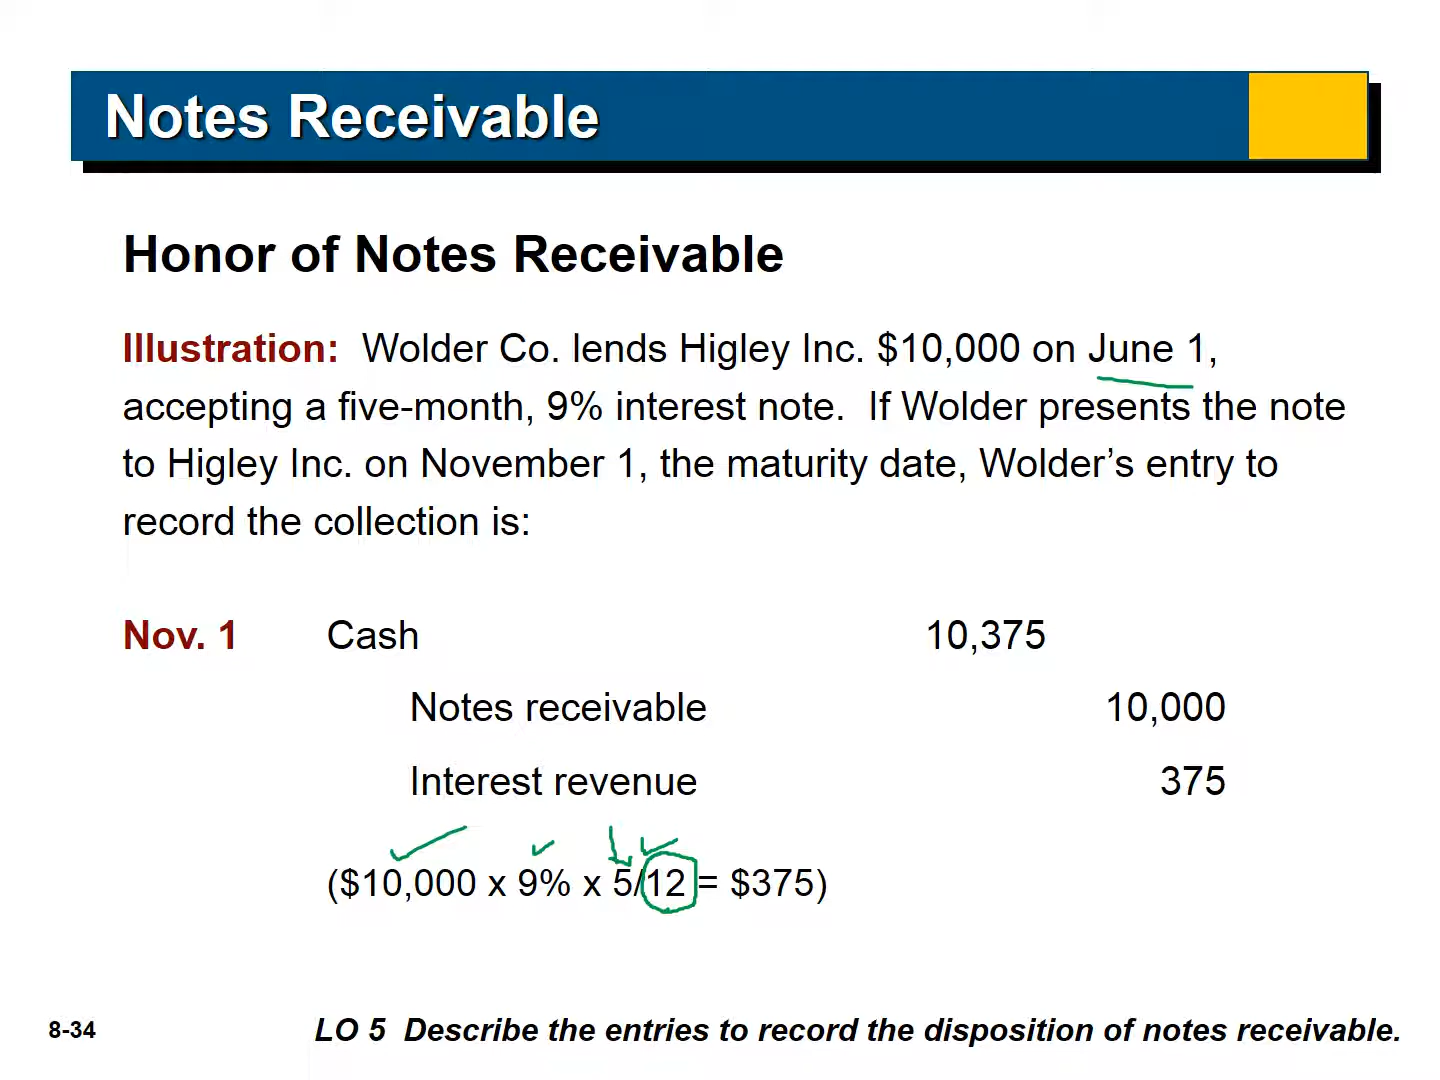 Notes Receivable
Honor of Notes Receivable
Illustration: Wolder Co. lends Higley Inc. $10,000 on June 1,
accepting a five-month, 9% interest note. If Wolder presents the note
to Higley Inc. on November 1, the maturity date, Wolder’s entry to
record the collection is:
Nov. 1 Cash 10,375
Notes receivable 10,000
Interest revenue 375
($10,000 x 9% x 5/12 = $375)
8-34 LO 5 Describe the entries to record the disposition of notes receivable.